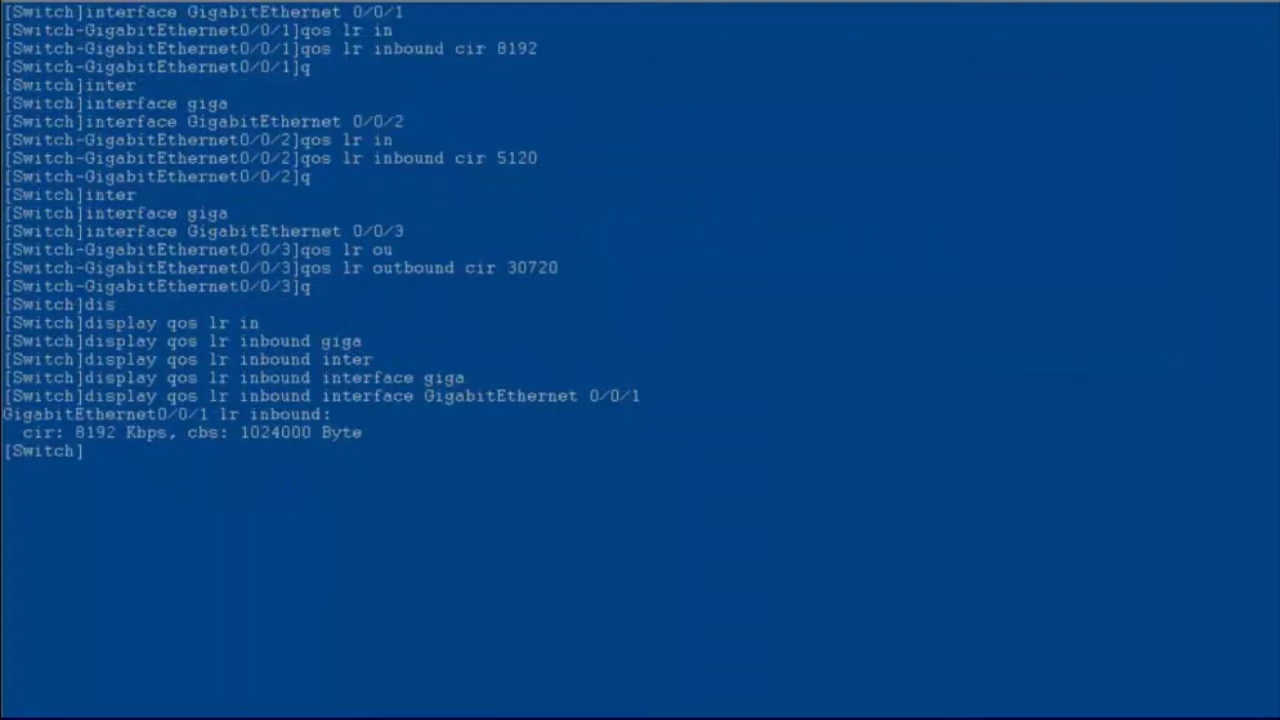 [Switch]interface GigabitEthernet 0/0/1
[Switch-GigabitEthernet0/0/1]qos lr in
[Switch-GigabitEthernet0/0/1]qos lr inbound cir 8192
[Switch-GigabitEthernet0/0/1]q
[Switch]inter
[Switch]interface giga
[Switch]interface GigabitEthernet 0/0/2
[Switch-GigabitEthernet0/0/2]qos lr in
[Switch-GigabitEthernet0/0/2]qos lr inbound cir 5120
[Switch-GigabitEthernet0/0/2]q
[Switch]inter
[Switch]interface giga
[Switch]interface GigabitEthernet 0/0/3
[Switch-GigabitEthernet0/0/3]qos lr ou
[Switch-GigabitEthernet0/0/3]qos lr outbound cir 30720
[Switch-GigabitEthernet0/0/3]q
[Switch]dis
[Switch]display qos lr in
[Switch]display qos lr inbound giga
[Switch]display qos lr inbound inter
[Switch]display qos lr inbound interface giga
[Switch]display qos lr inbound interface GigabitEthernet 0/0/1
GigabitEthernet0/0/1 lr inbound:
  cir: 8192 Kbps, cbs: 1024000 Byte
[Switch]